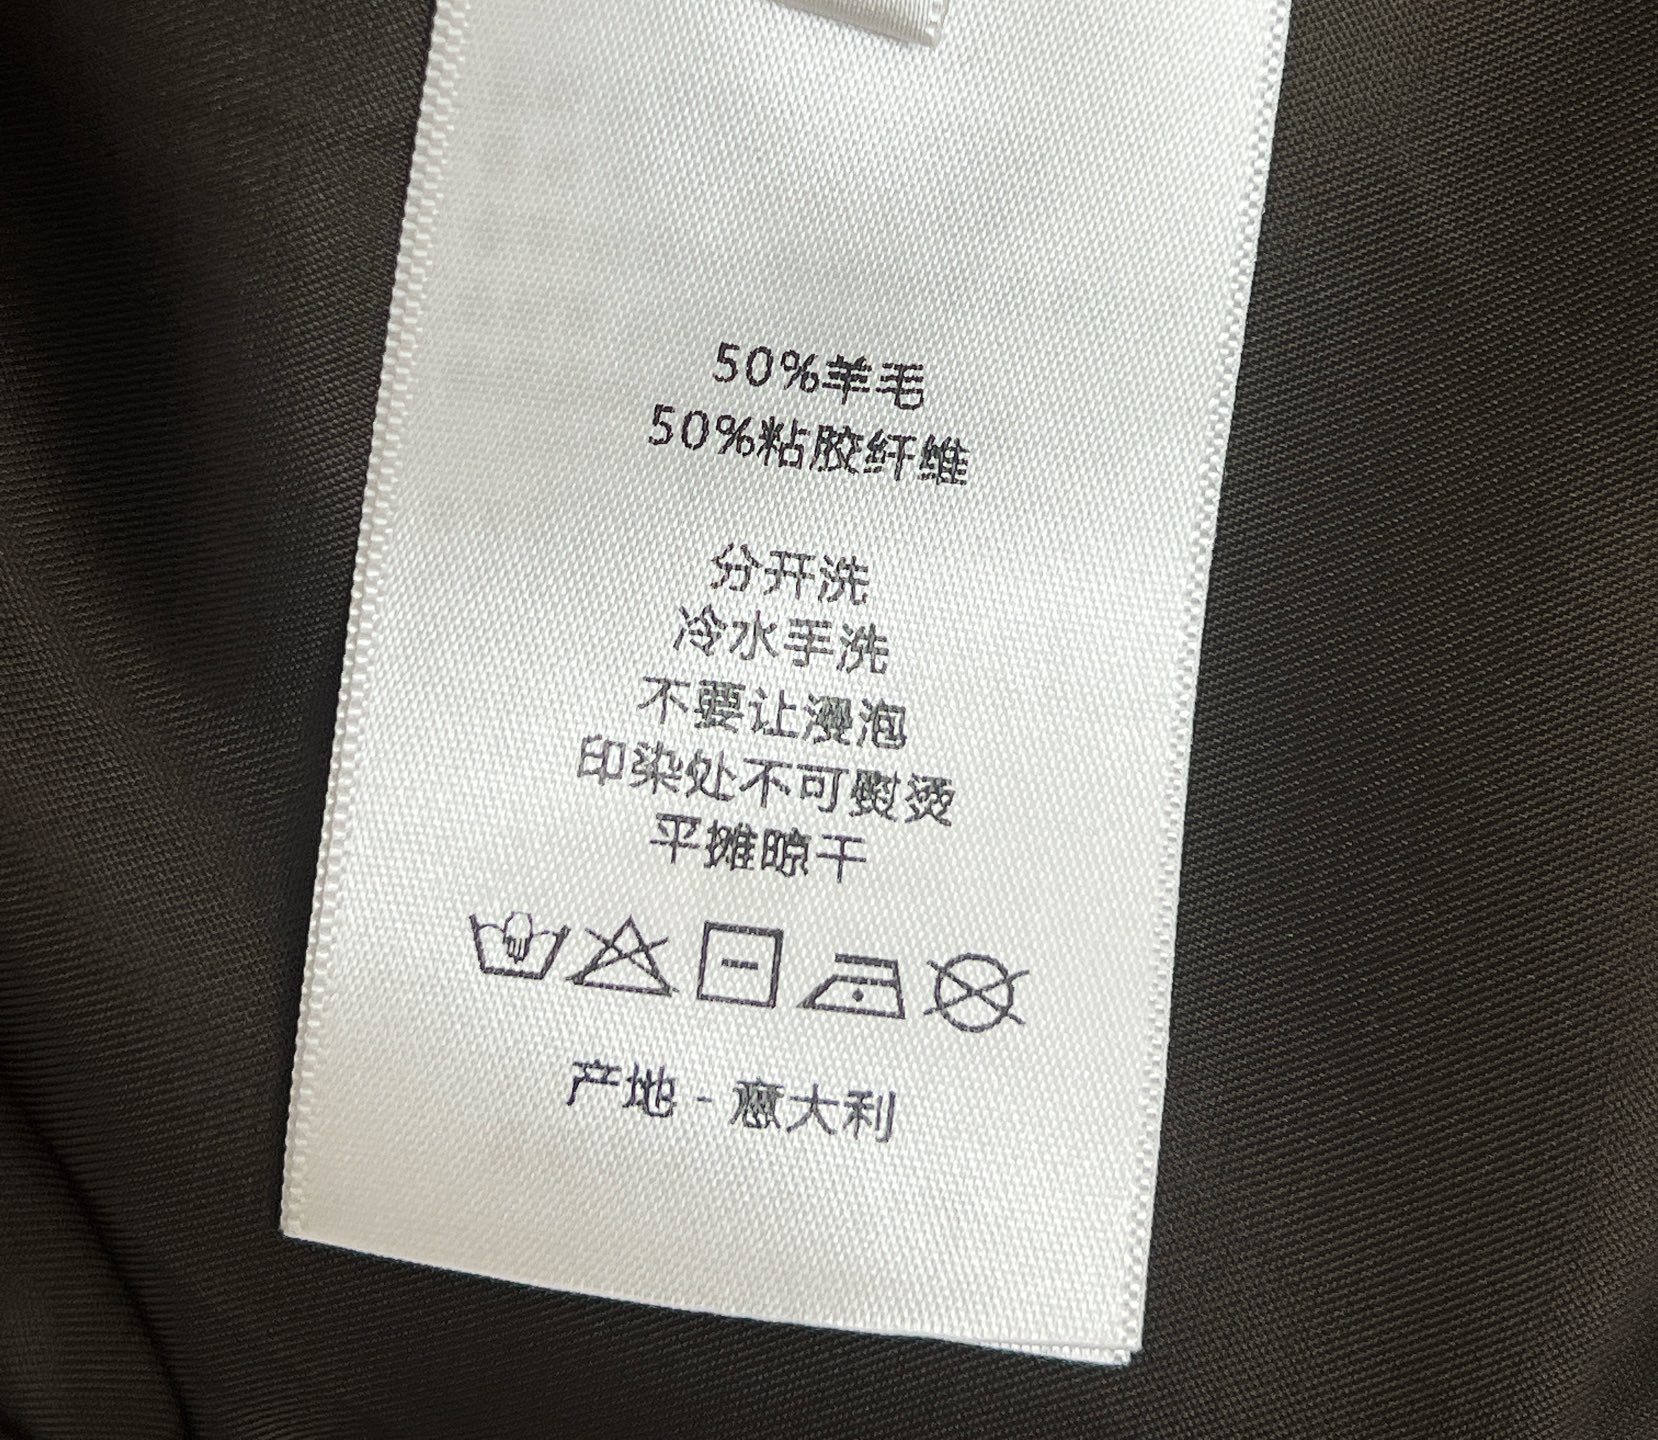 50%羊毛
50%粘胶纤维
分开洗
冷水手洗
不要让浸泡
印染处不可熨烫
平摊晾干
产地 - 意大利